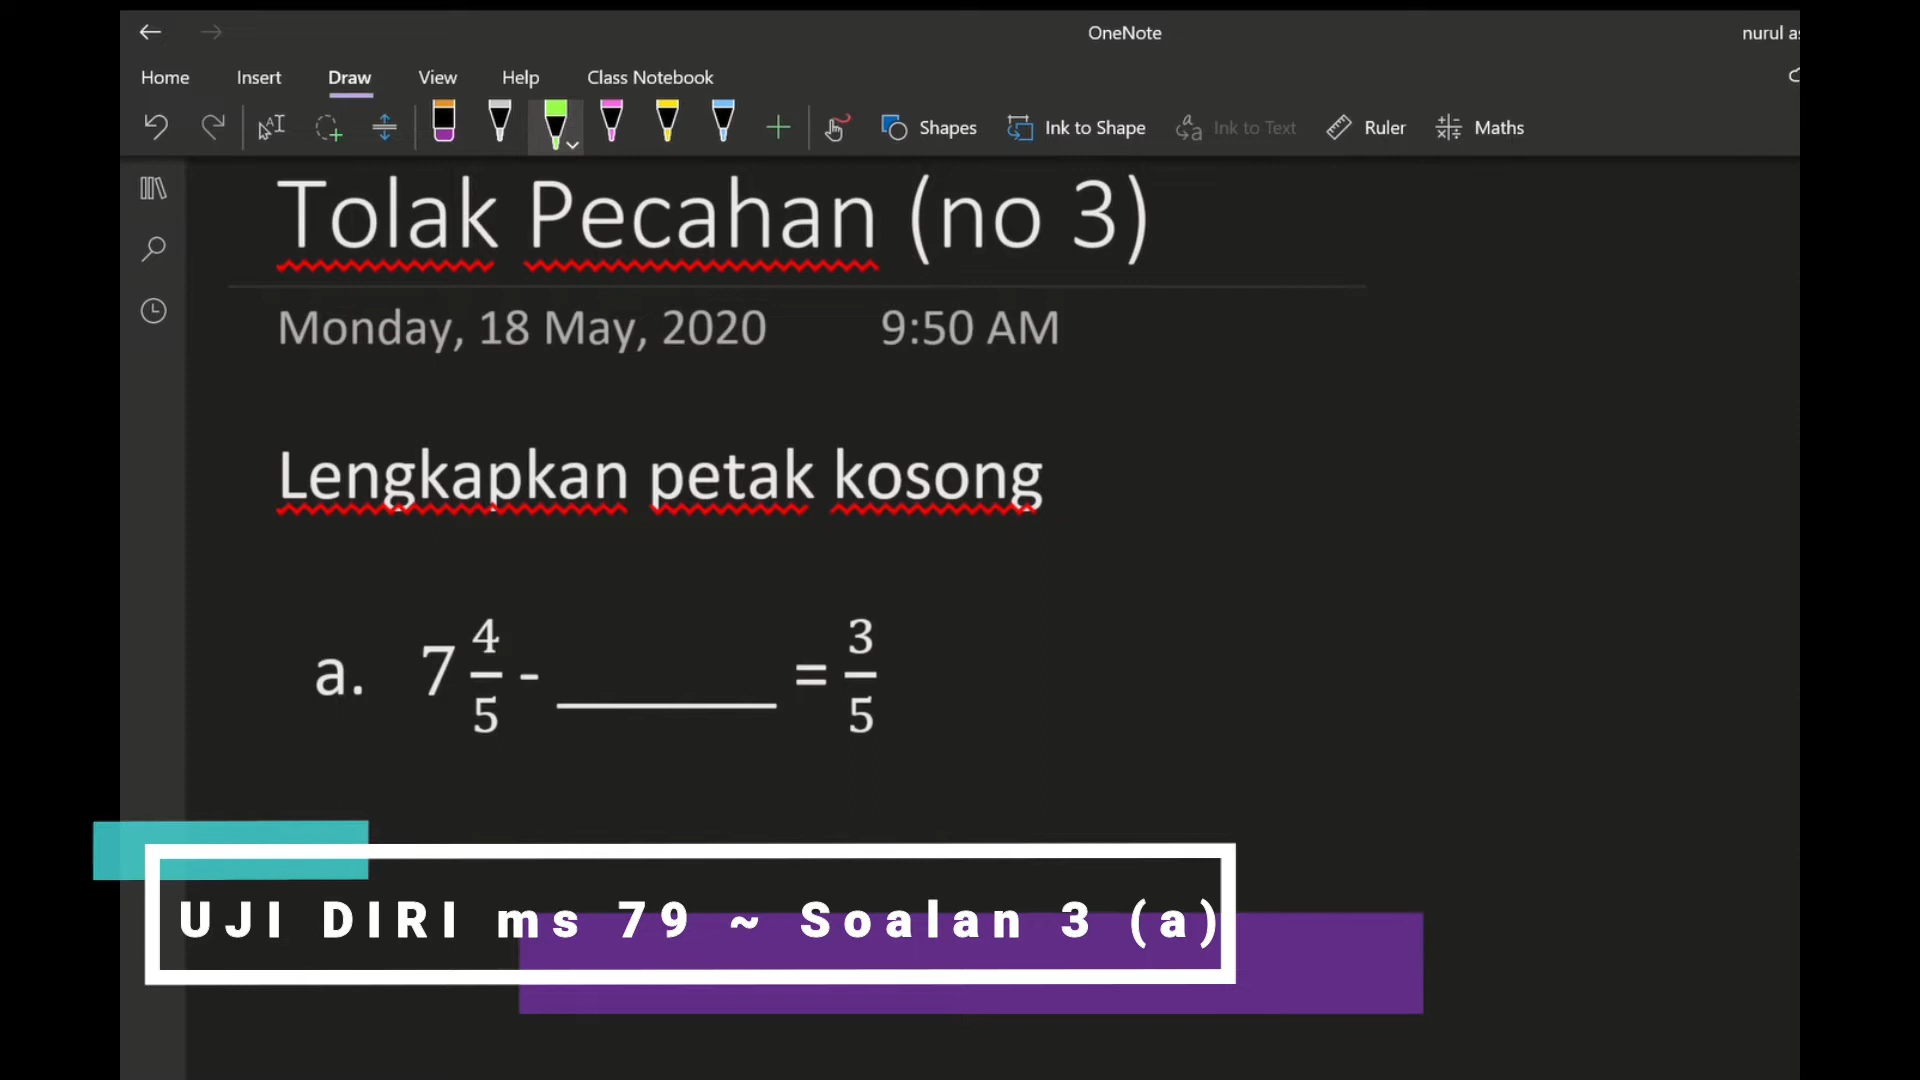 OneNote
nurul as
Home Insert Draw View Help Class Notebook
Shapes Ink to Shape Ink to Text Ruler Maths
Tolak Pecahan (no 3)
Monday, 18 May, 2020 9:50 AM
Lengkapkan petak kosong
a. 7 4/5 - ________ = 3/5
UJI DIRI ms 79 ~ Soalan 3 (a)